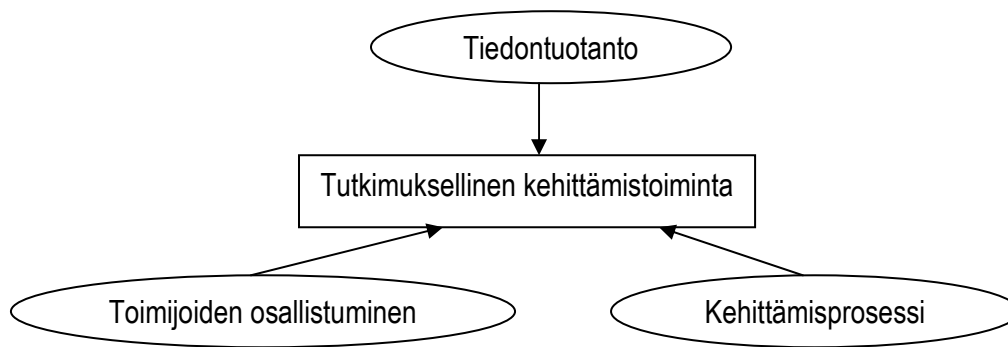 Tiedontuotanto
Tutkimuksellinen kehittämistoiminta
Toimijoiden osallistuminen
Kehittämisprosessi